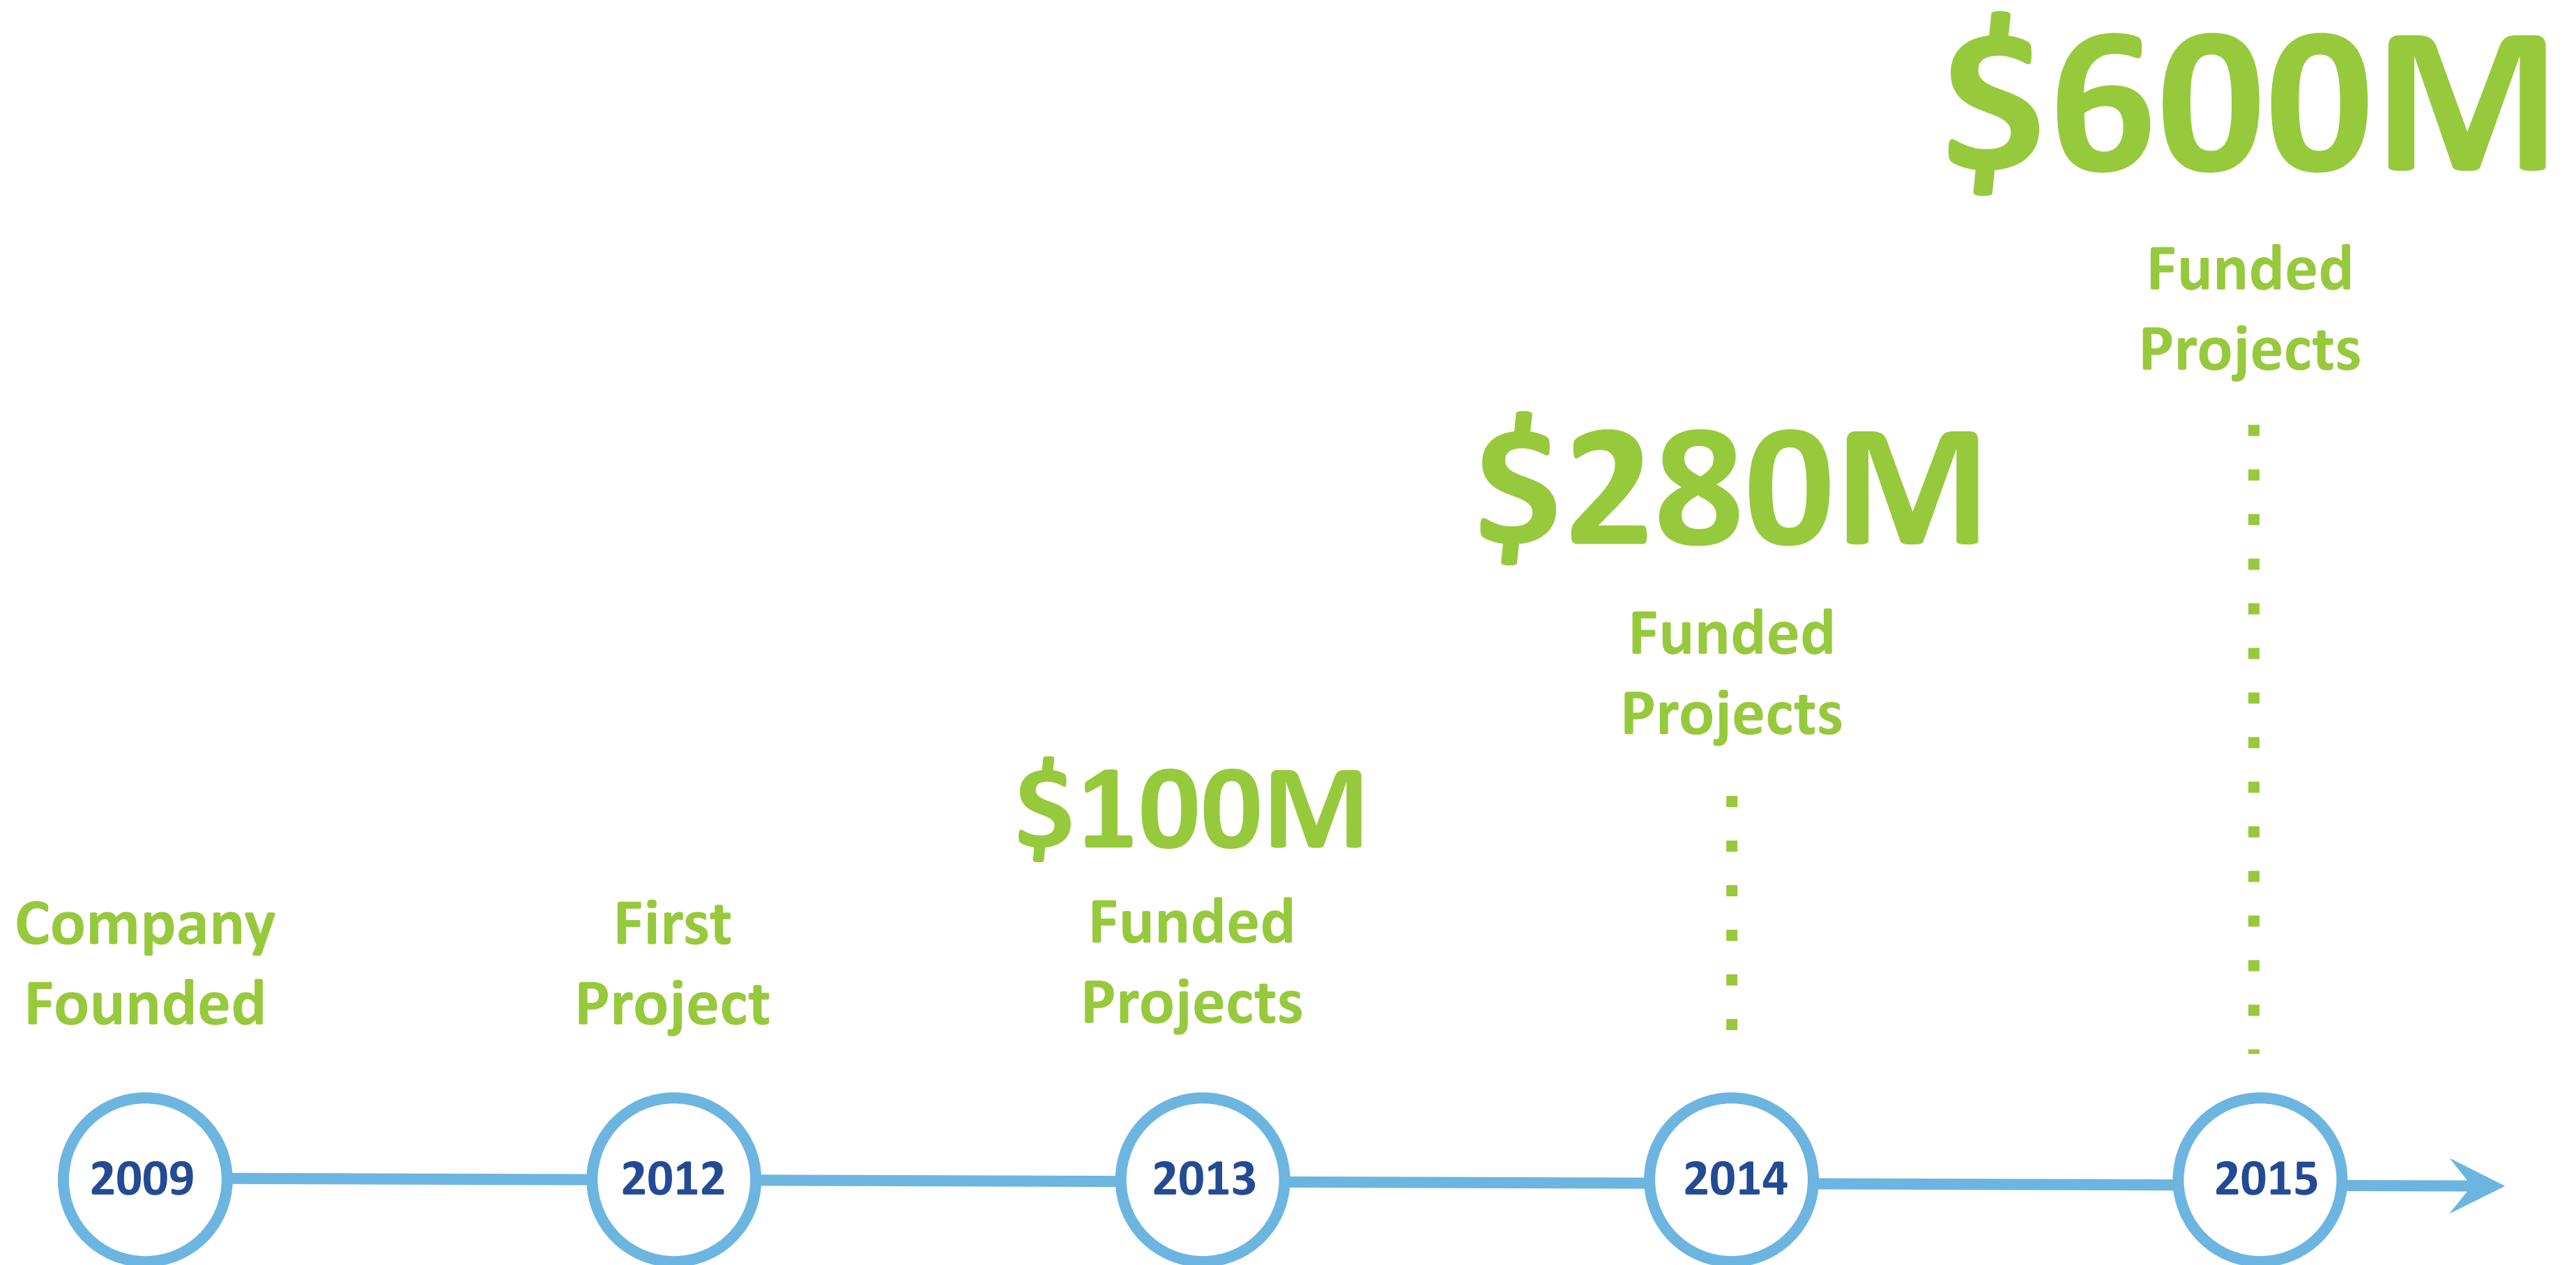 Company
Founded
2009
First
Project
2012
$100M
Funded
Projects
2013
$280M
Funded
Projects
2014
$600M
Funded
Projects
2015